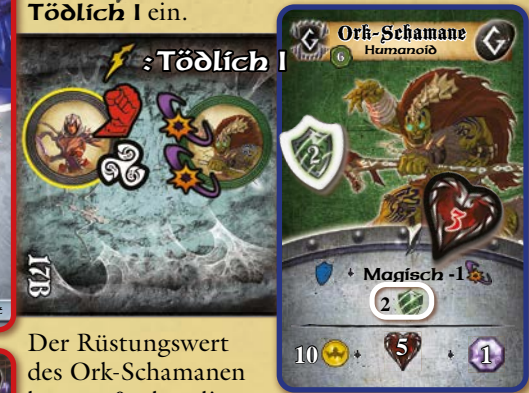 Tödlich 1 ein.
: Tödlich 1
17B
Ork-Schamane
Humanoid
6
2
3
Magisch -1
2
10
5
1
Der Rüstungswert
des Ork-Schamanen